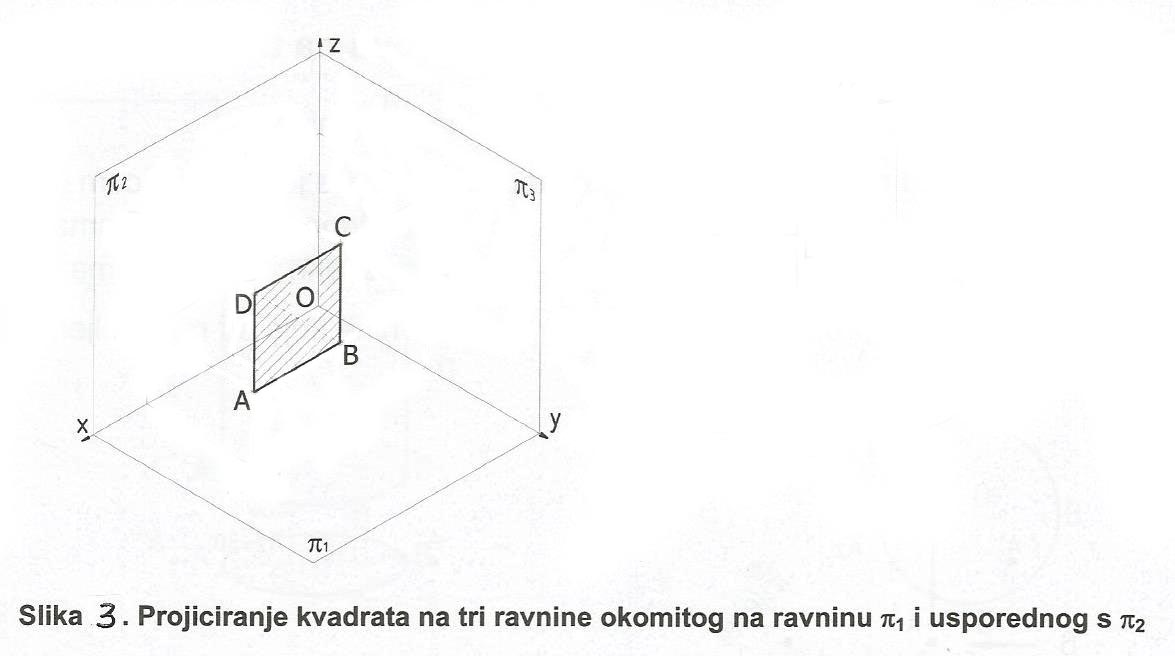 z
π2
π3
C
D
O
B
A
x
y
π1
Slika 3. Projiciranje kvadrata na tri ravnine okomitog na ravninu π1 i usporednog s π2